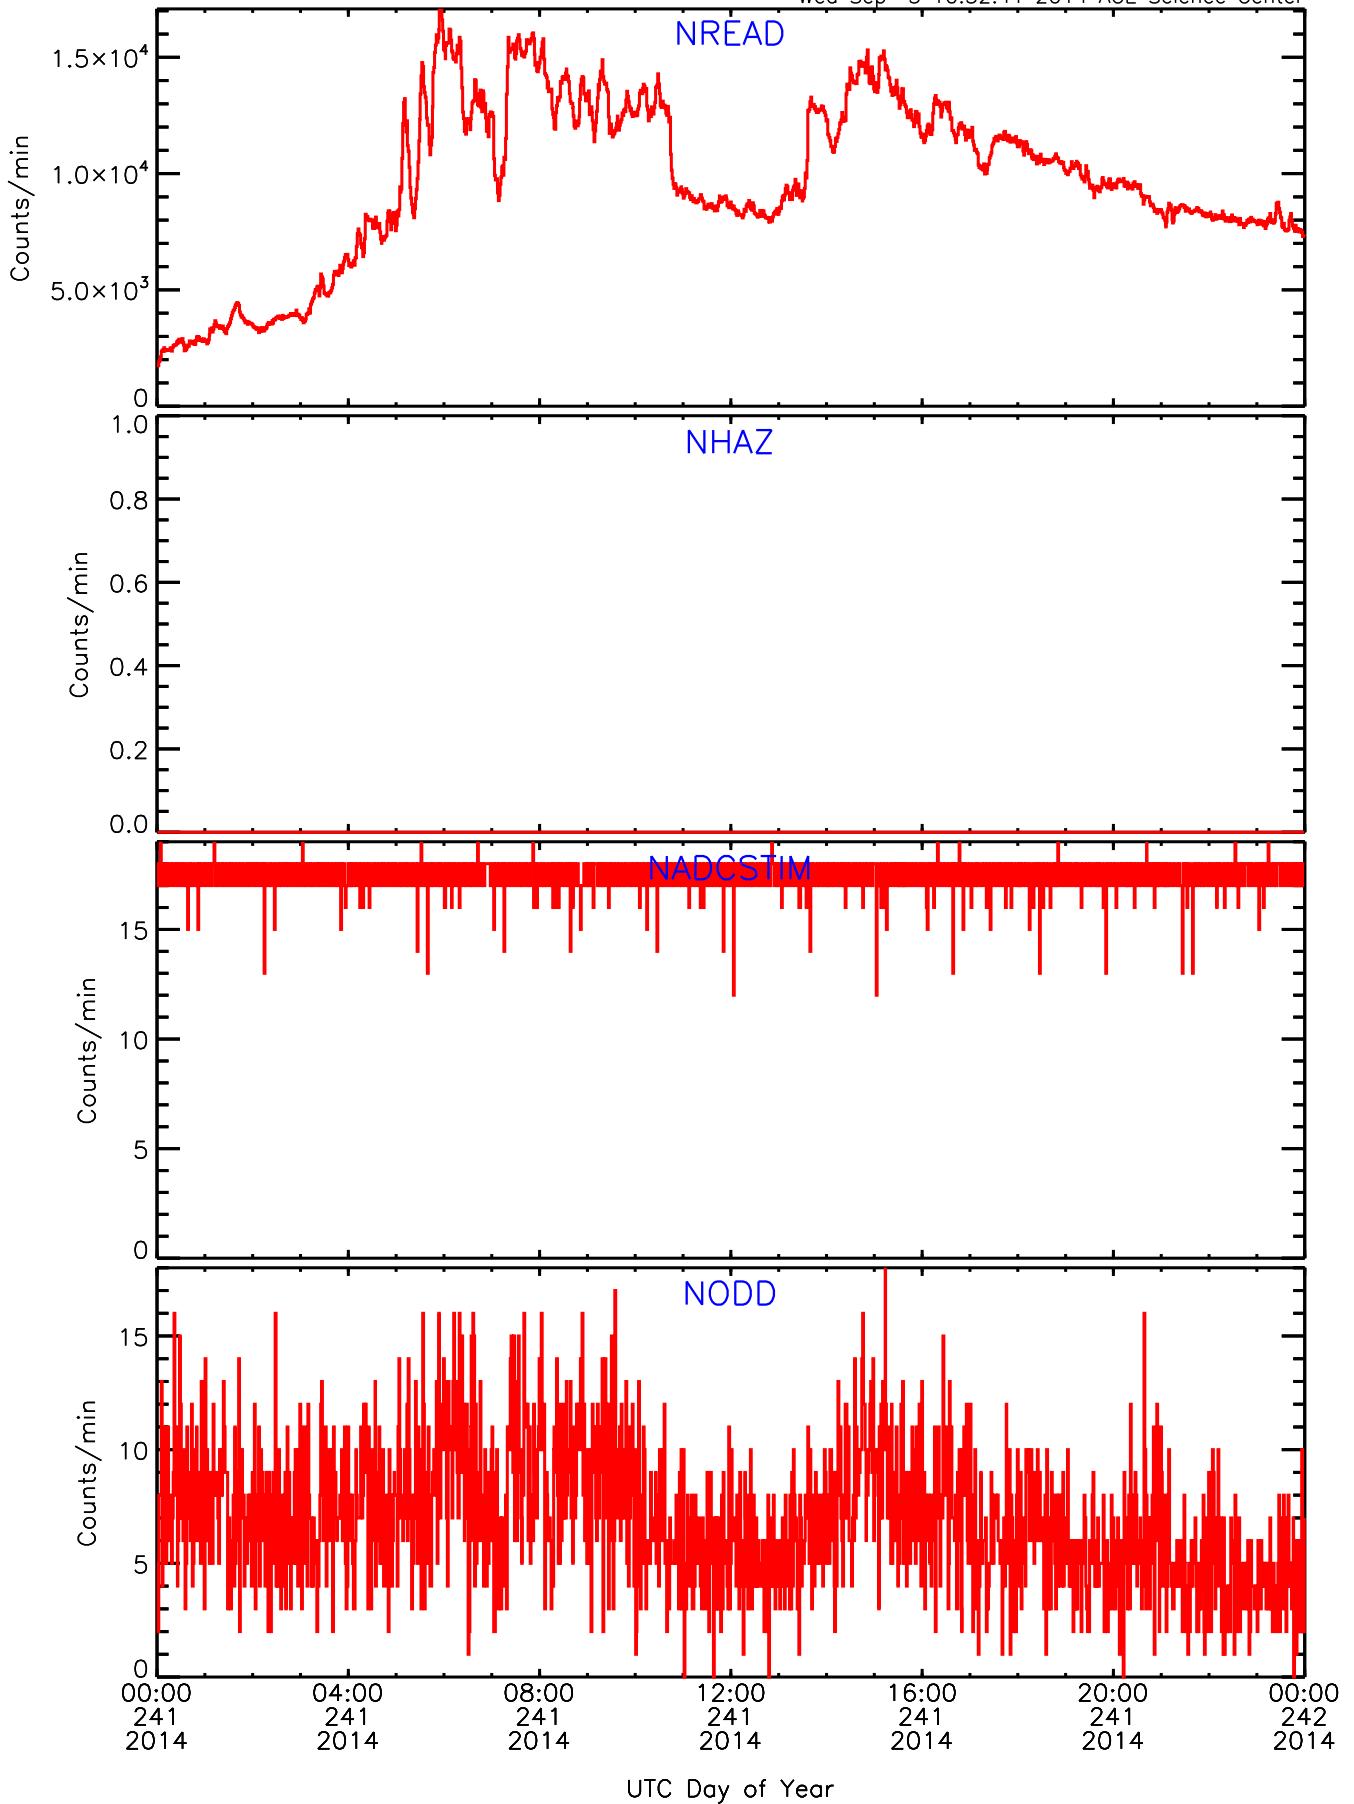 NREAD
Counts/min
1.5×10⁴
1.0×10⁴
5.0×10³
0
NHAZ
Counts/min
1.0
0.8
0.6
0.4
0.2
0.0
NADCSTIM
Counts/min
15
10
5
0
NODD
Counts/min
15
10
5
0
00:00 04:00 08:00 12:00 16:00 20:00 00:00
241 241 241 241 241 241 242
2014 2014 2014 2014 2014 2014 2014
UTC Day of Year